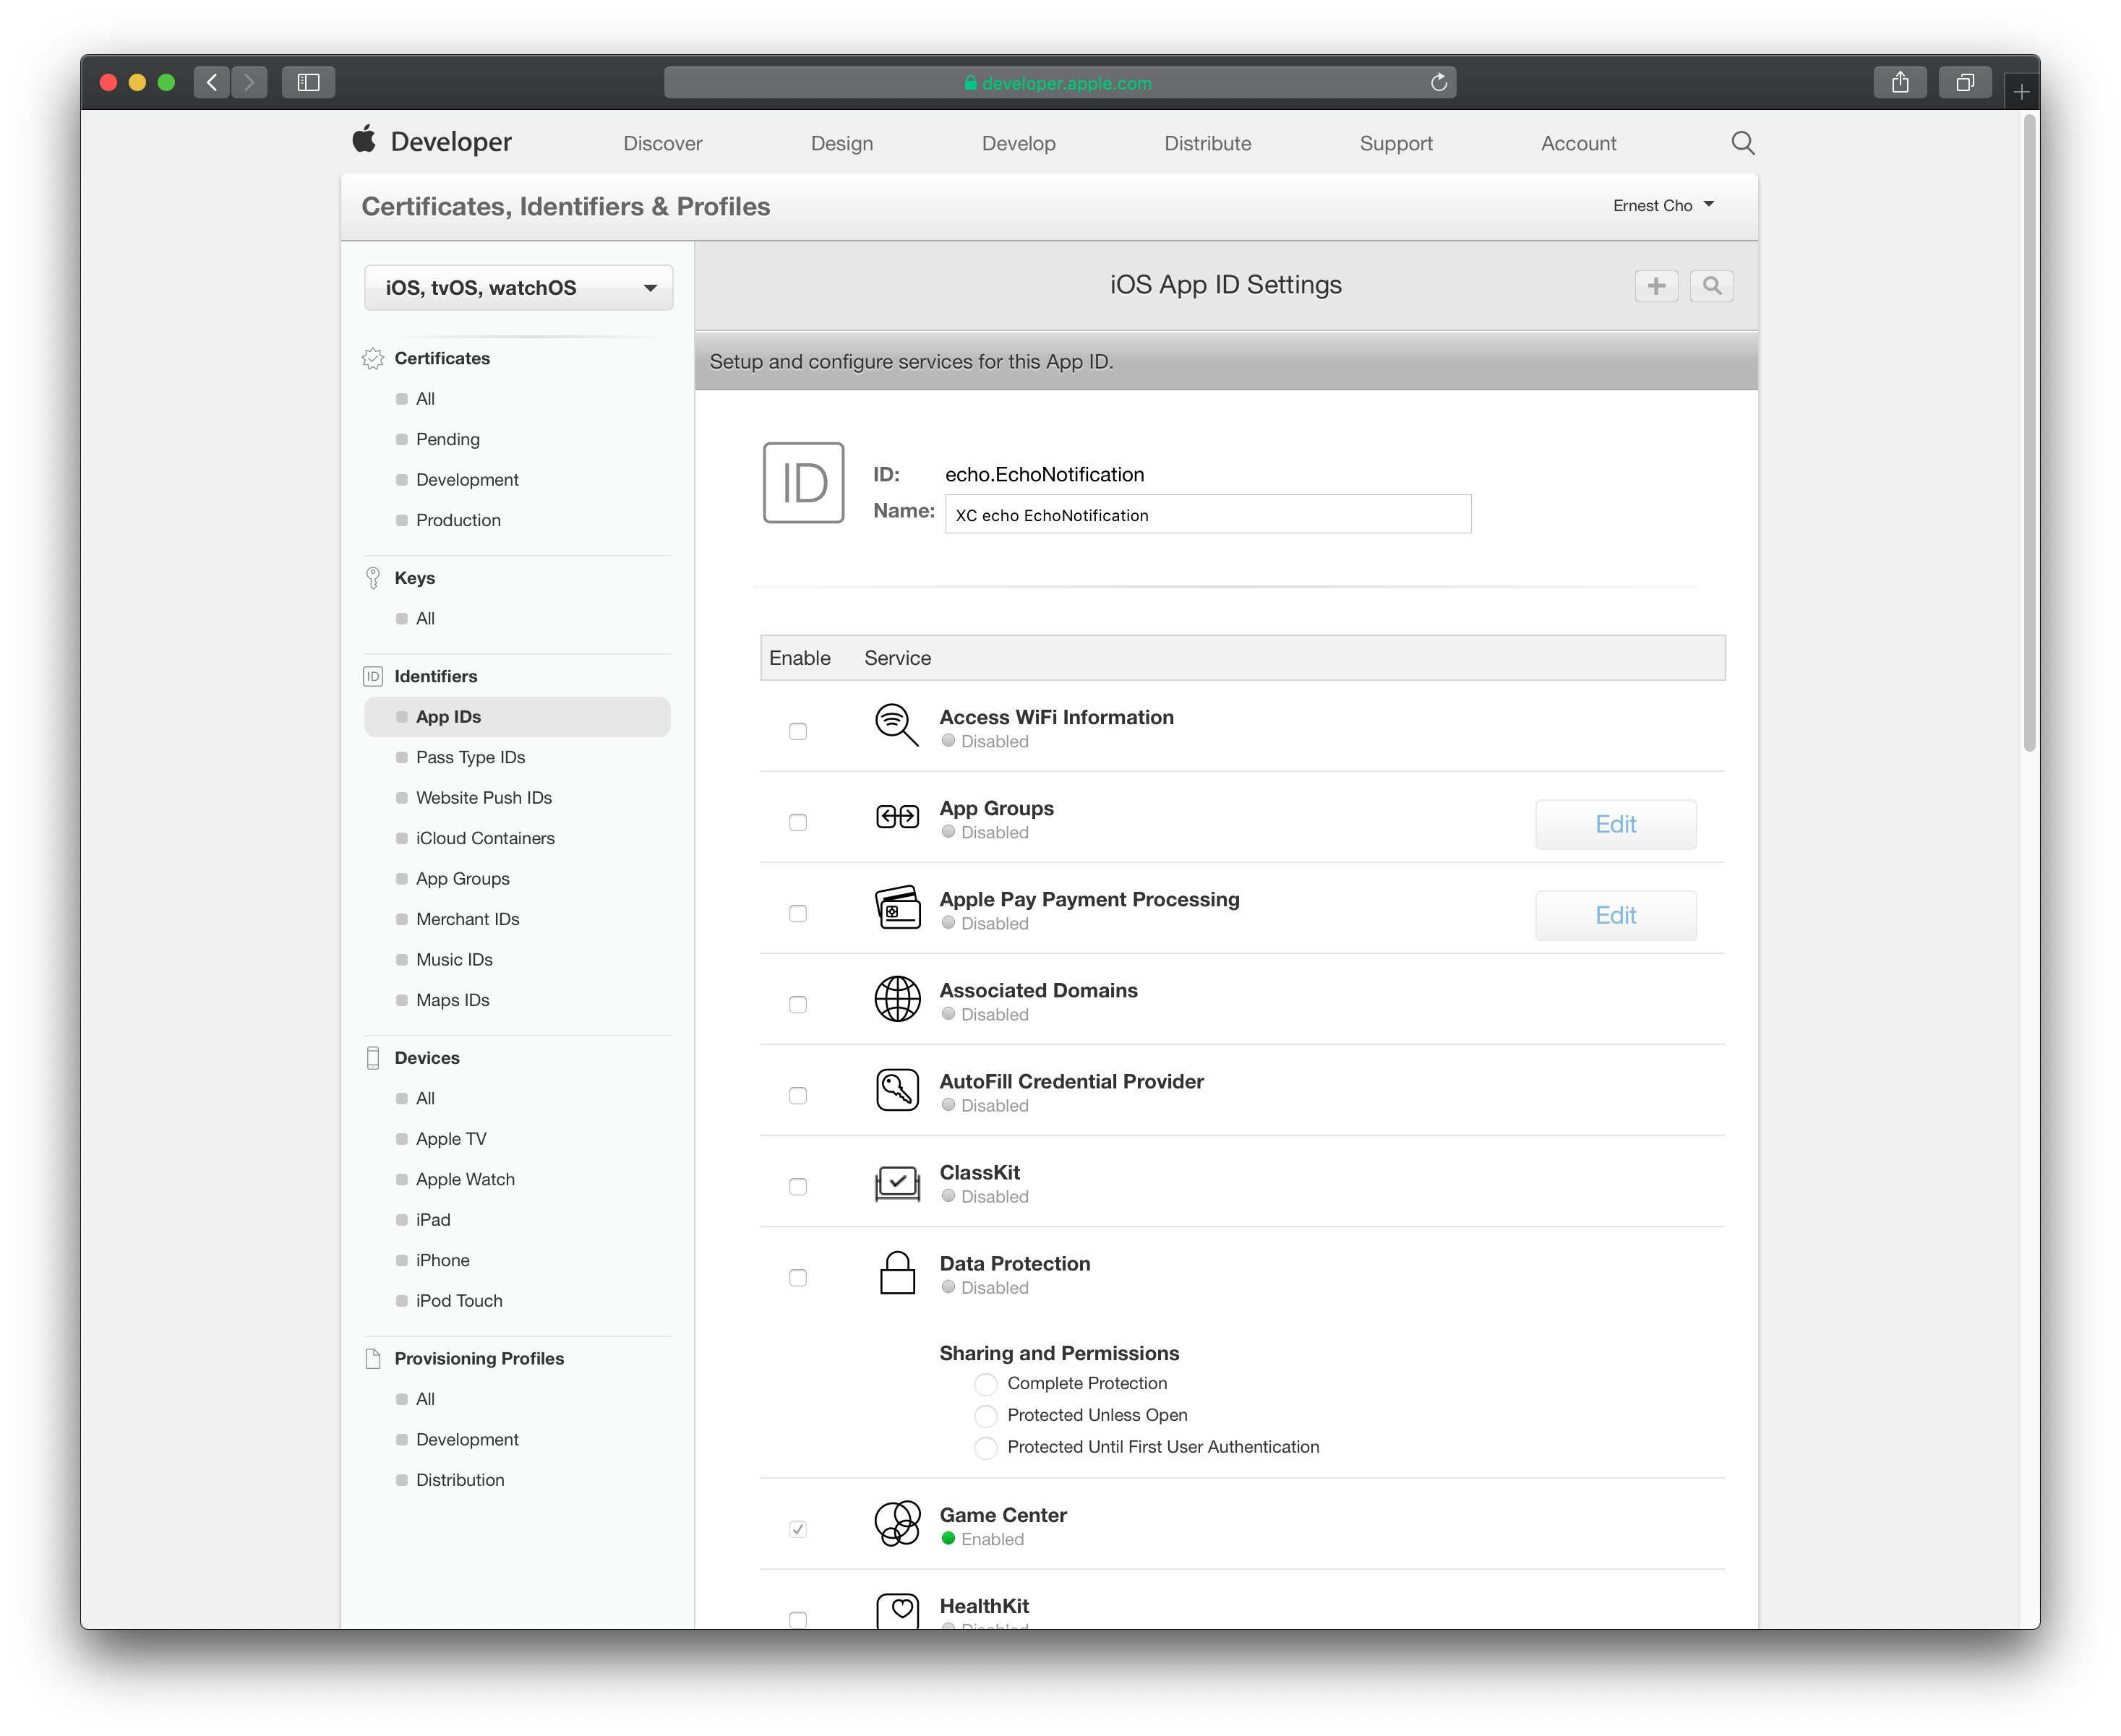 developer.apple.com
Developer
Discover
Design
Develop
Distribute
Support
Account
Certificates, Identifiers & Profiles
Ernest Cho
iOS, tvOS, watchOS
Certificates
All
Pending
Development
Production
Keys
All
ID
Identifiers
App IDs
Pass Type IDs
Website Push IDs
iCloud Containers
App Groups
Merchant IDs
Music IDs
Maps IDs
Devices
All
Apple TV
Apple Watch
iPad
iPhone
iPod Touch
Provisioning Profiles
All
Development
Distribution
iOS App ID Settings
Setup and configure services for this App ID.
ID
ID: echo.EchoNotification
Name: XC echo EchoNotification
Enable Service
Access WiFi Information
Disabled
App Groups
Disabled
Edit
Apple Pay Payment Processing
Disabled
Edit
Associated Domains
Disabled
AutoFill Credential Provider
Disabled
ClassKit
Disabled
Data Protection
Disabled
Sharing and Permissions
Complete Protection
Protected Unless Open
Protected Until First User Authentication
Game Center
Enabled
HealthKit
Disabled